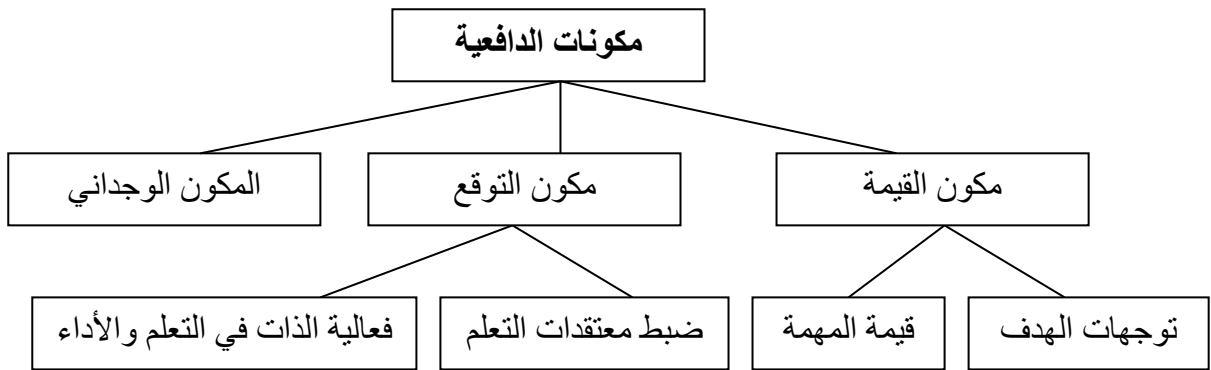 مكونات الدافعية
مكون القيمة
مكون التوقع
المكون الوجداني
توجهات الهدف
قيمة المهمة
ضبط معتقدات التعلم
فعالية الذات في التعلم والأداء